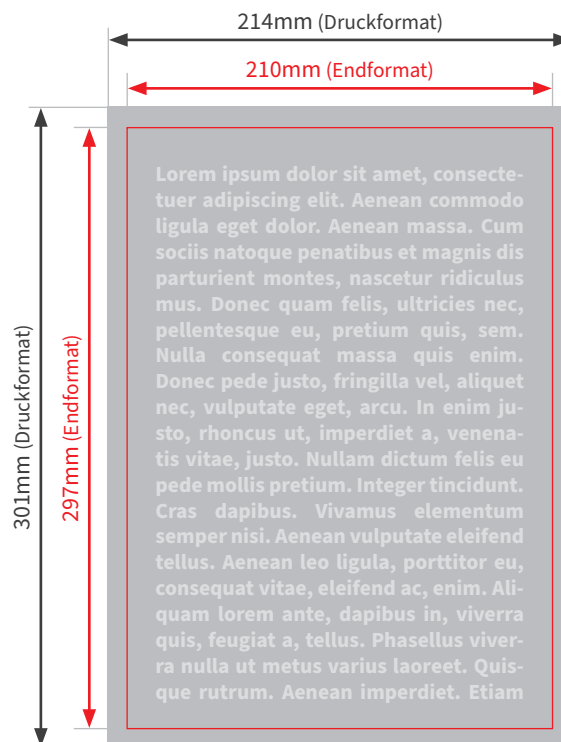 214mm (Druckformat)
210mm (Endformat)
301mm (Druckformat)
297mm (Endformat)
Lorem ipsum dolor sit amet, consecte-
tuer adipiscing elit. Aenean commodo
ligula eget dolor. Aenean massa. Cum
sociis natoque penatibus et magnis dis
parturient montes, nascetur ridiculus
mus. Donec quam felis, ultricies nec,
pellentesque eu, pretium quis, sem.
Nulla consequat massa quis enim.
Donec pede justo, fringilla vel, aliquet
nec, vulputate eget, arcu. In enim ju-
sto, rhoncus ut, imperdiet a, venena-
tis vitae, justo. Nullam dictum felis eu
pede mollis pretium. Integer tincidunt.
Cras dapibus. Vivamus elementum
semper nisi. Aenean vulputate eleifend
tellus. Aenean leo ligula, porttitor eu,
consequat vitae, eleifend ac, enim. Ali-
quam lorem ante, dapibus in, viverra
quis, feugiat a, tellus. Phasellus viver-
ra nulla ut metus varius laoreet. Quis-
que rutrum. Aenean imperdiet. Etiam